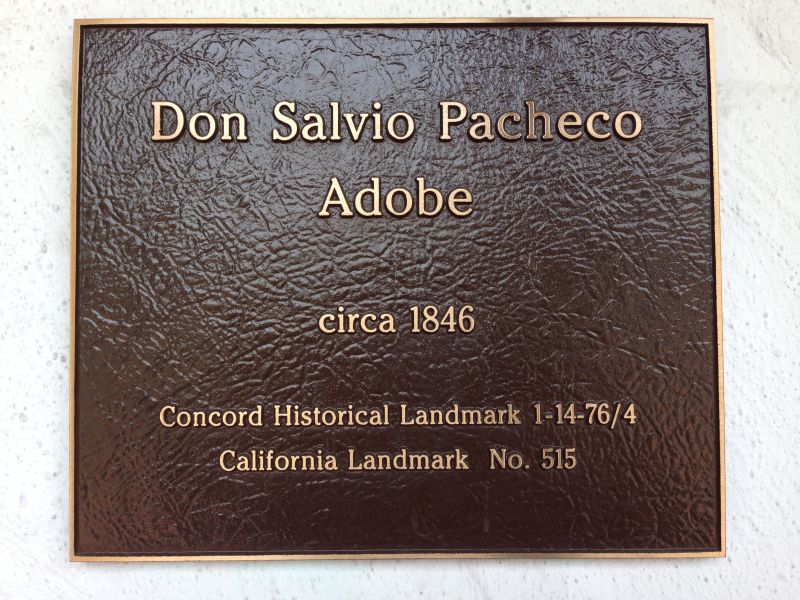 Don Salvio Pacheco
Adobe
circa 1846
Concord Historical Landmark 1-14-76/4
California Landmark No. 515